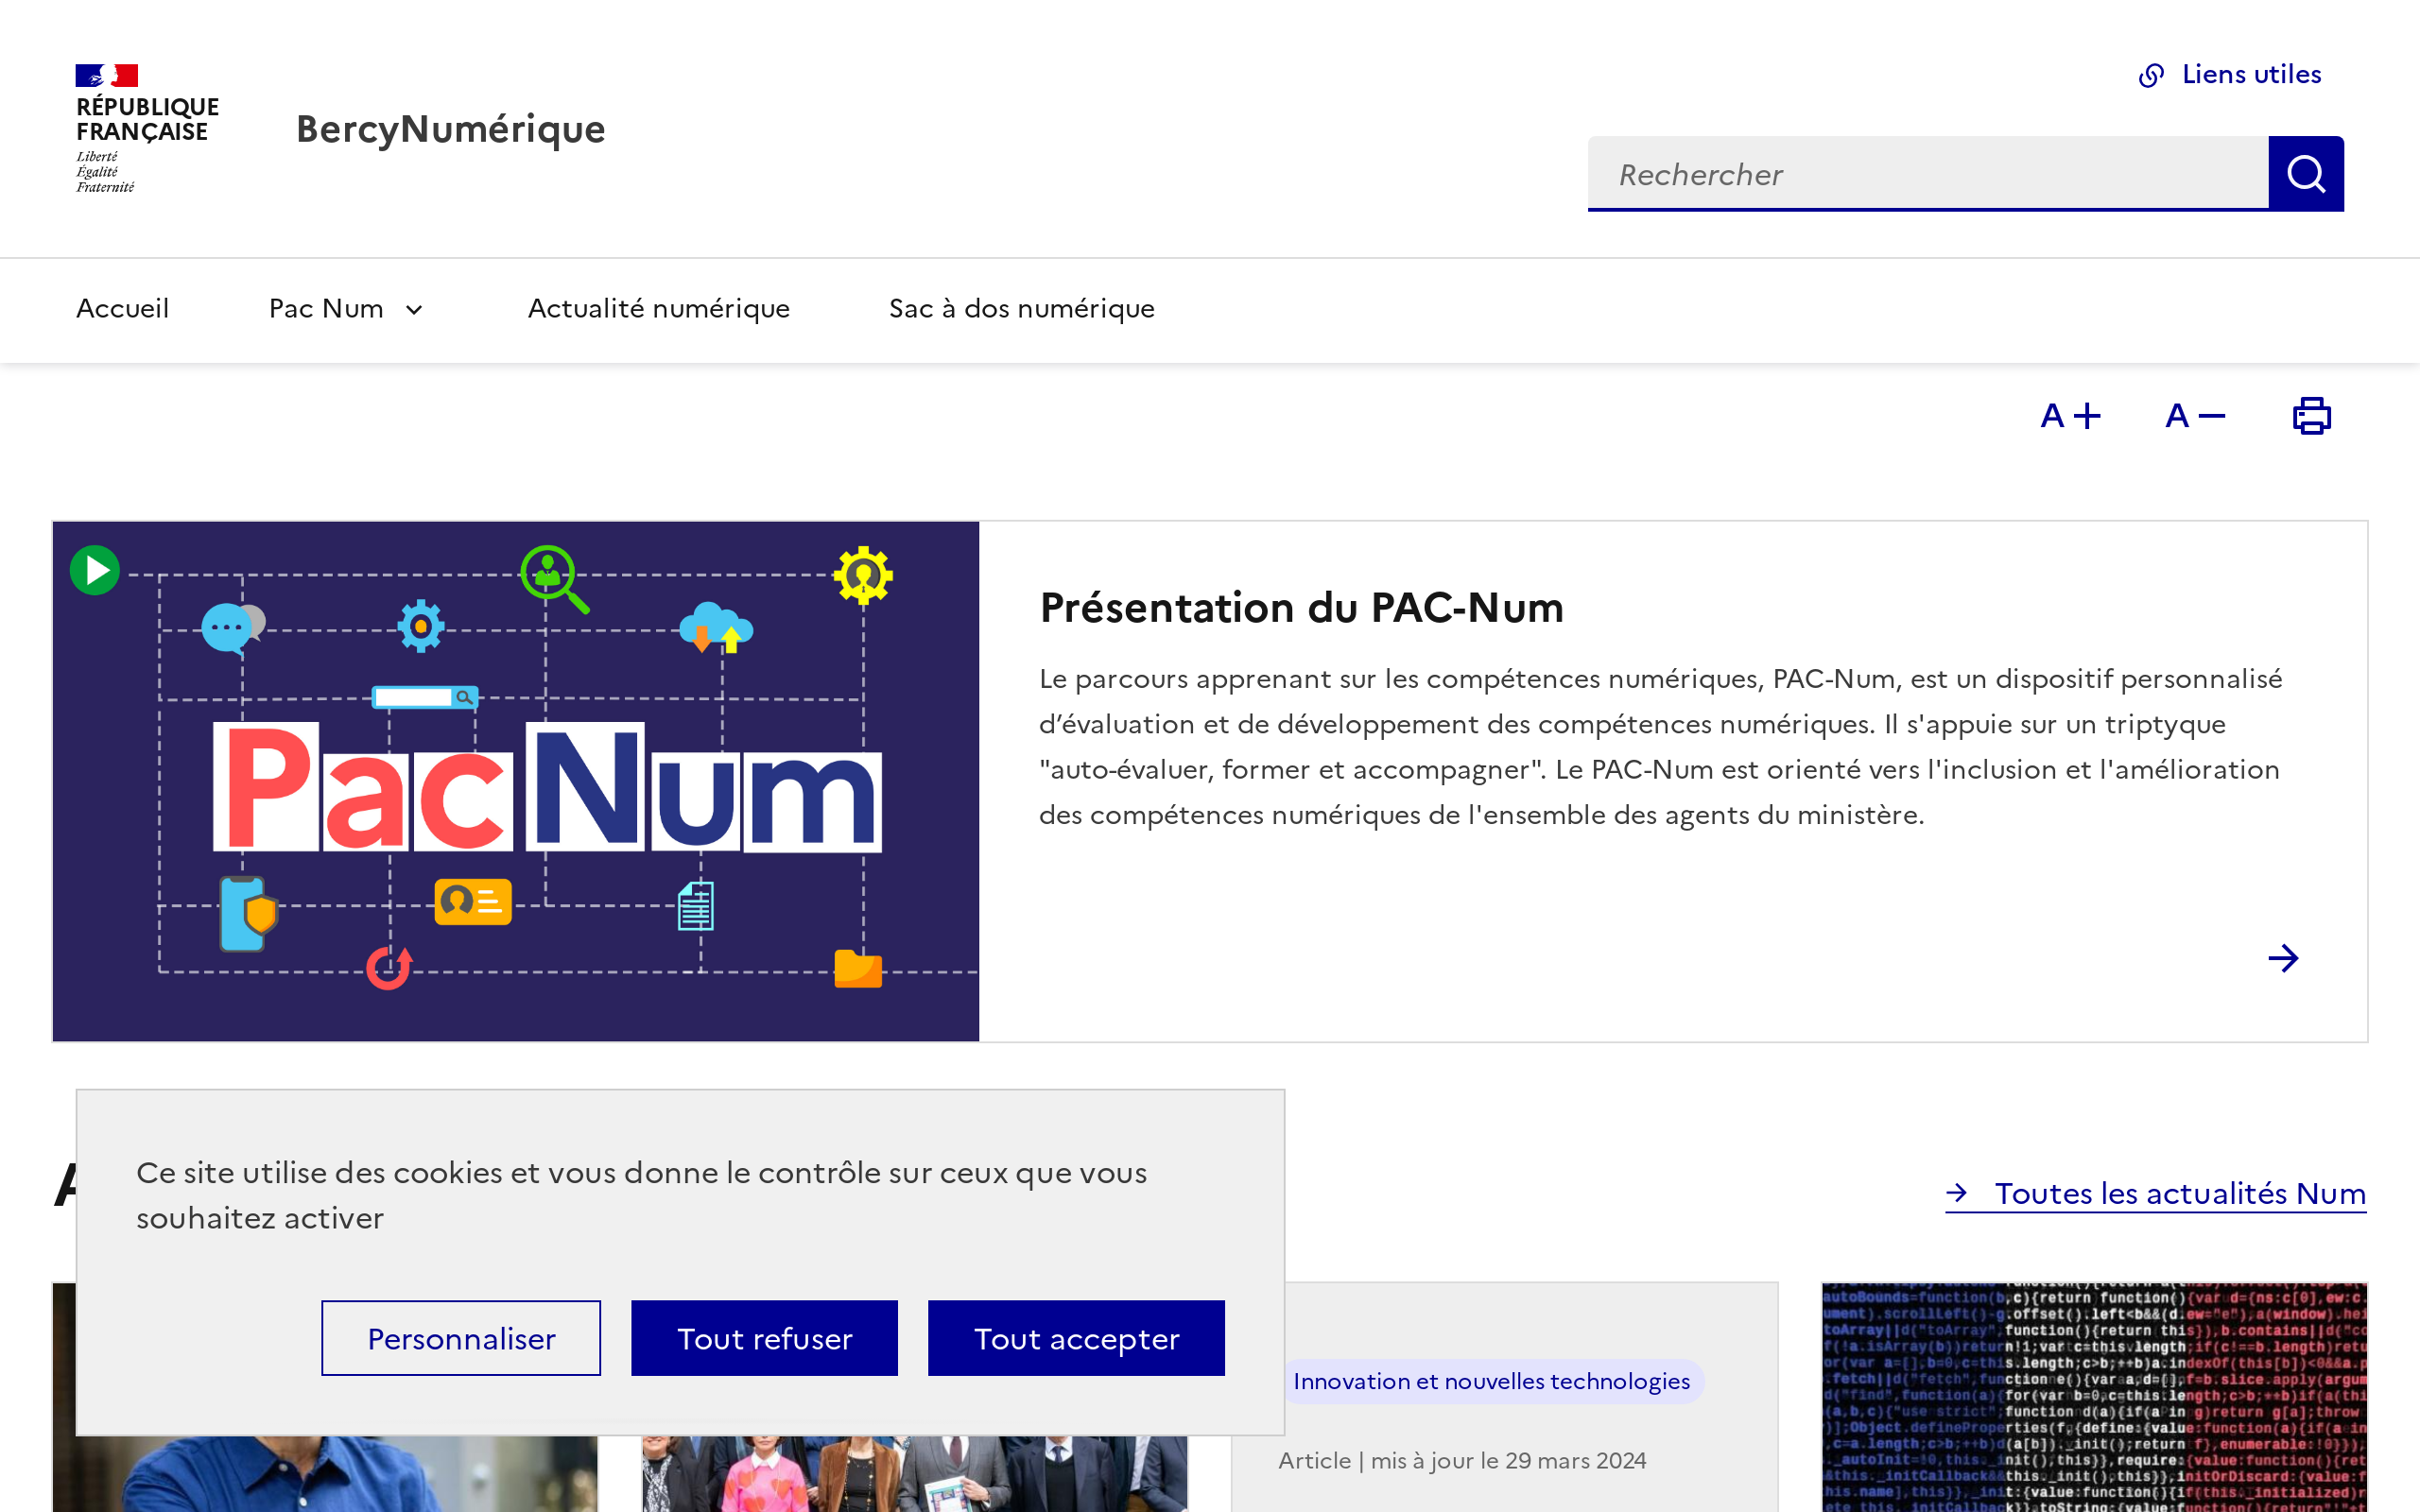 RÉPUBLIQUE
FRANÇAISE
Liberté
Égalité
Fraternité
BercyNumérique
Liens utiles
Rechercher
Accueil
Pac Num
Actualité numérique
Sac à dos numérique
A +
A −
Pac Num
Présentation du PAC-Num
Le parcours apprenant sur les compétences numériques, PAC-Num, est un dispositif personnalisé
d’évaluation et de développement des compétences numériques. Il s'appuie sur un triptyque
"auto-évaluer, former et accompagner". Le PAC-Num est orienté vers l'inclusion et l'amélioration
des compétences numériques de l'ensemble des agents du ministère.
Toutes les actualités Num
Ce site utilise des cookies et vous donne le contrôle sur ceux que vous
souhaitez activer
Personnaliser
Tout refuser
Tout accepter
Innovation et nouvelles technologies
Article | mis à jour le 29 mars 2024